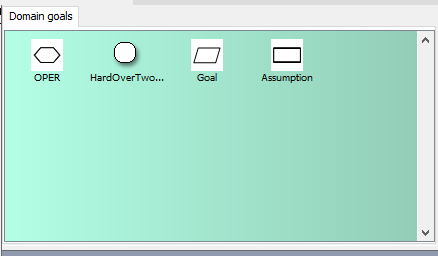 Domain goals
OPER
HardOverTwo...
Goal
Assumption